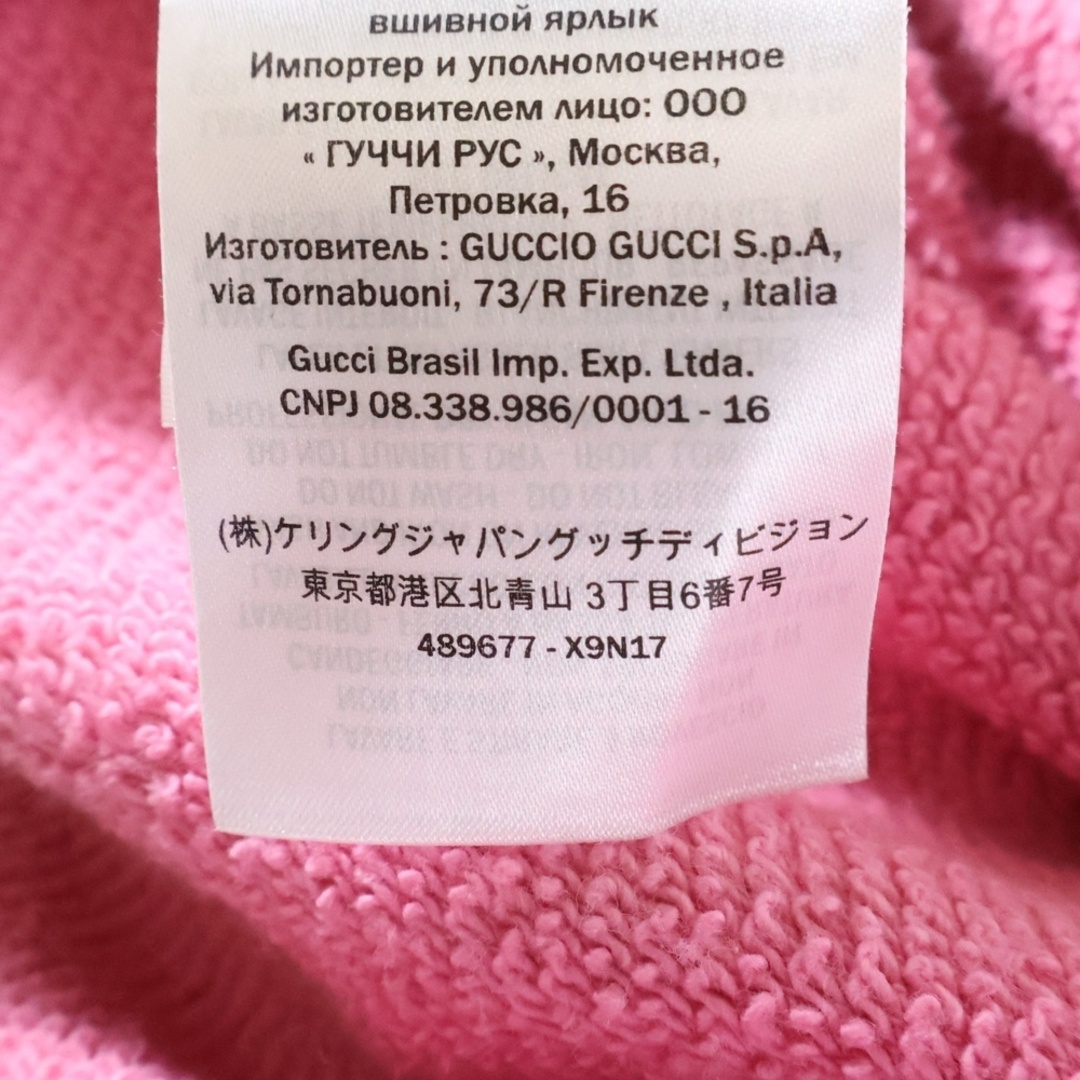 вшивной ярлык
Импортер и уполномоченное
изготовителем лицо: ООО
« ГУЧЧИ РУС », Москва,
Петровка, 16
Изготовитель : GUCCIO GUCCI S.p.A,
via Tornabuoni, 73/R Firenze , Italia
Gucci Brasil Imp. Exp. Ltda.
CNPJ 08.338.986/0001 - 16
(株)ケリングジャパングッチディビジョン
東京都港区北青山 3丁目6番7号
489677 - X9N17